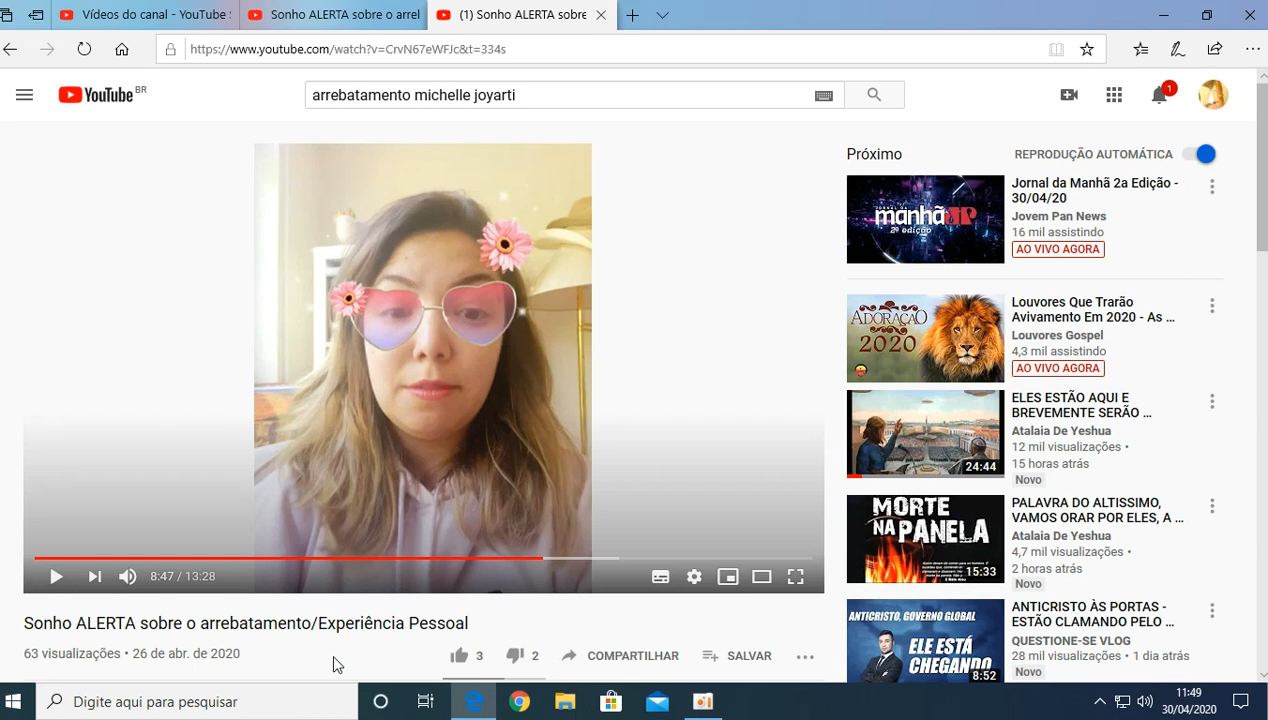 Vídeos do canal - YouTube
Sonho ALERTA sobre o arrel
(1) Sonho ALERTA sobre
https://www.youtube.com/watch?v=CrvN67eWFJc&t=334s
YouTube BR
arrebatamento michelle joyarti
1
Próximo
REPRODUÇÃO AUTOMÁTICA
manhã JP
2ª edição
Jornal da Manhã 2a Edição -
30/04/20
Jovem Pan News
16 mil assistindo
AO VIVO AGORA
ADORAÇÃO
2020
Louvores Que Trarão
Avivamento Em 2020 - As ...
Louvores Gospel
4,3 mil assistindo
AO VIVO AGORA
24:44
ELES ESTÃO AQUI E
BREVEMENTE SERÃO ...
Atalaia De Yeshua
12 mil visualizações •
15 horas atrás
Novo
MORTE
NA PANELA
15:33
PALAVRA DO ALTISSIMO,
VAMOS ORAR POR ELES, A ...
Atalaia De Yeshua
4,7 mil visualizações •
2 horas atrás
Novo
ANTICRISTO, GOVERNO GLOBAL
ELE ESTÁ
CHEGANDO
8:52
ANTICRISTO ÀS PORTAS -
ESTÃO CLAMANDO PELO ...
QUESTIONE-SE VLOG
28 mil visualizações • 1 dia atrás
Novo
8:47 / 13:28
Sonho ALERTA sobre o arrebatamento/Experiência Pessoal
63 visualizações • 26 de abr. de 2020
3
2
COMPARTILHAR
SALVAR
Digite aqui para pesquisar
11:49
30/04/2020